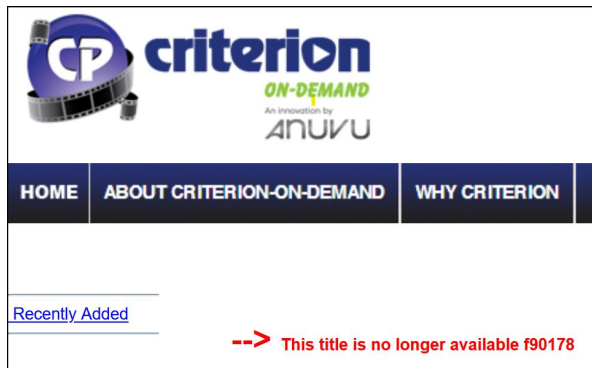 CP criterion
ON-DEMAND
An innovation by
ANUVU
HOME ABOUT CRITERION-ON-DEMAND WHY CRITERION
Recently Added
--> This title is no longer available f90178